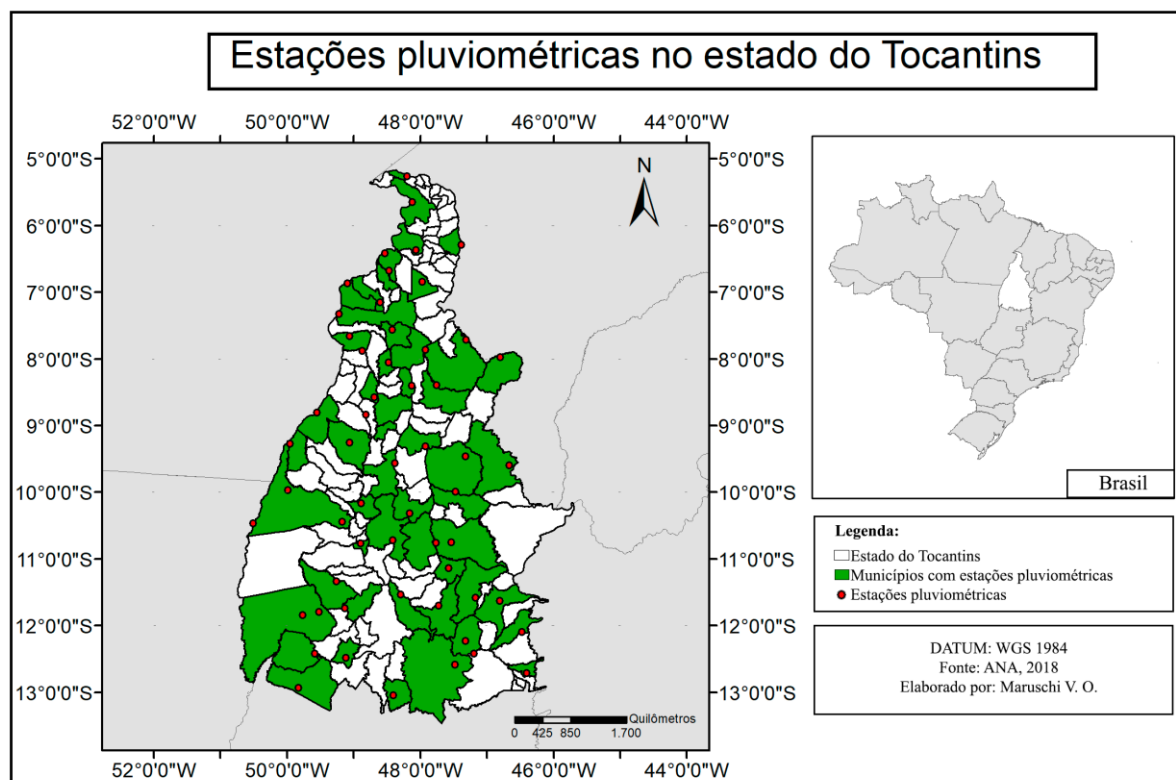 Estações pluviométricas no estado do Tocantins
52°0'0"W 50°0'0"W 48°0'0"W 46°0'0"W 44°0'0"W
5°0'0"S 5°0'0"S
N
6°0'0"S 6°0'0"S
7°0'0"S 7°0'0"S
8°0'0"S 8°0'0"S
9°0'0"S 9°0'0"S
10°0'0"S 10°0'0"S
11°0'0"S 11°0'0"S
12°0'0"S 12°0'0"S
13°0'0"S 13°0'0"S
Quilômetros
0 425 850 1.700
52°0'0"W 50°0'0"W 48°0'0"W 46°0'0"W 44°0'0"W
Brasil
Legenda:
Estado do Tocantins
Municípios com estações pluviométricas
Estações pluviométricas
DATUM: WGS 1984
Fonte: ANA, 2018
Elaborado por: Maruschi V. O.